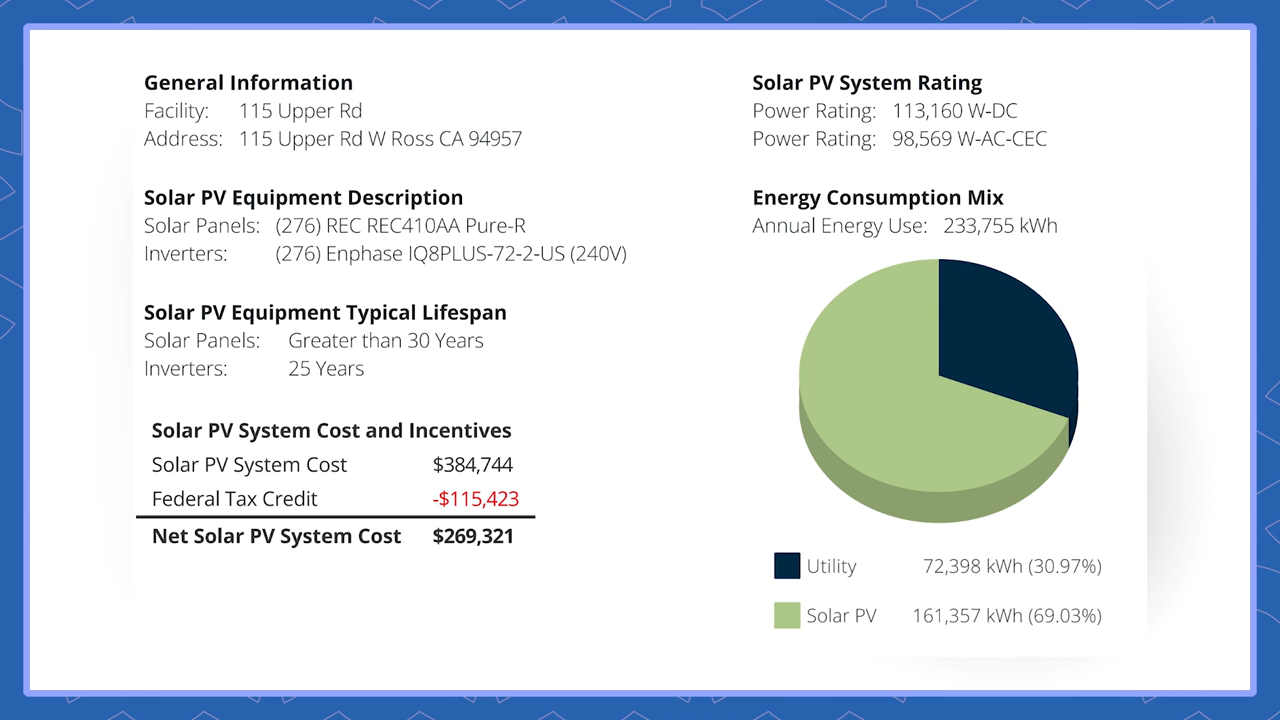 General Information
Facility: 115 Upper Rd
Address: 115 Upper Rd W Ross CA 94957
Solar PV Equipment Description
Solar Panels: (276) REC REC410AA Pure-R
Inverters: (276) Enphase IQ8PLUS-72-2-US (240V)
Solar PV Equipment Typical Lifespan
Solar Panels: Greater than 30 Years
Inverters: 25 Years
Solar PV System Cost and Incentives
Solar PV System Cost $384,744
Federal Tax Credit -$115,423
Net Solar PV System Cost $269,321
Solar PV System Rating
Power Rating: 113,160 W-DC
Power Rating: 98,569 W-AC-CEC
Energy Consumption Mix
Annual Energy Use: 233,755 kWh
Utility 72,398 kWh (30.97%)
Solar PV 161,357 kWh (69.03%)